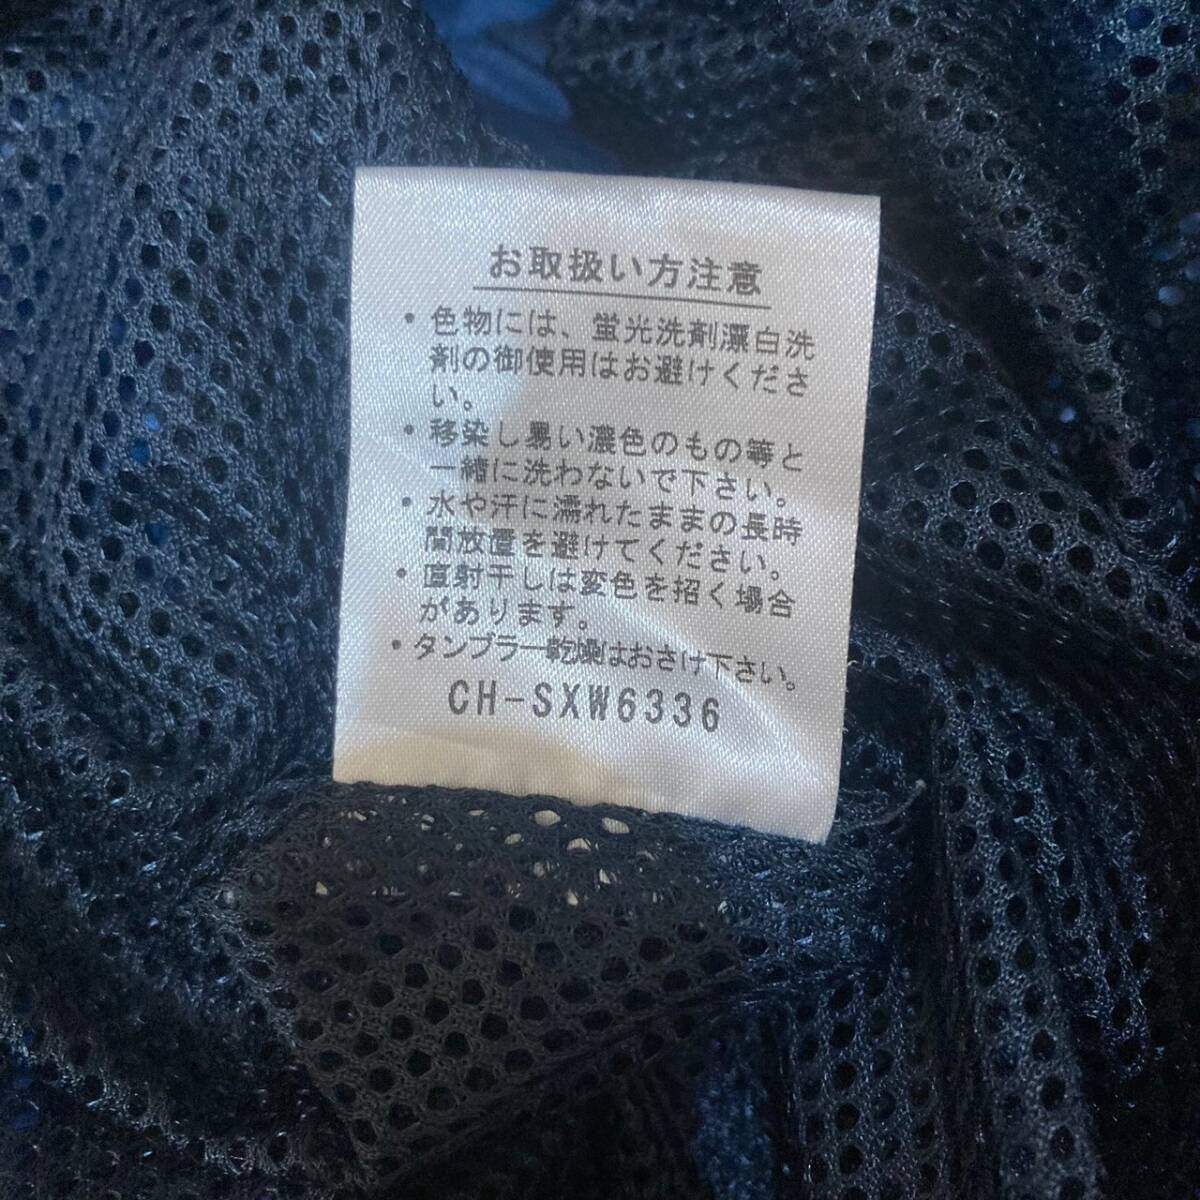 お取扱い方注意
・色物には、蛍光洗剤漂白洗
剤の御使用はお避けくださ
い。
・移染し易い濃色のもの等と
一緒に洗わないで下さい。
・水や汗に濡れたままの長時
間放置を避けてください。
・直射干しは変色を招く場合
があります。
・タンブラー乾燥はおさけ下さい。
CH-SXW6336